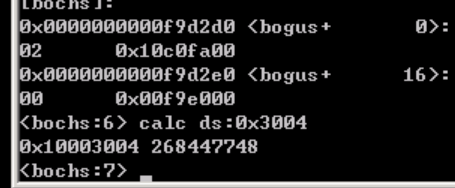 [bochs]:
0x0000000000f9d2d0 <bogus+       0>:
02      0x10c0fa00
0x0000000000f9d2e0 <bogus+      16>:
00      0x00f9e000
<bochs:6> calc ds:0x3004
0x10003004 268447748
<bochs:7>